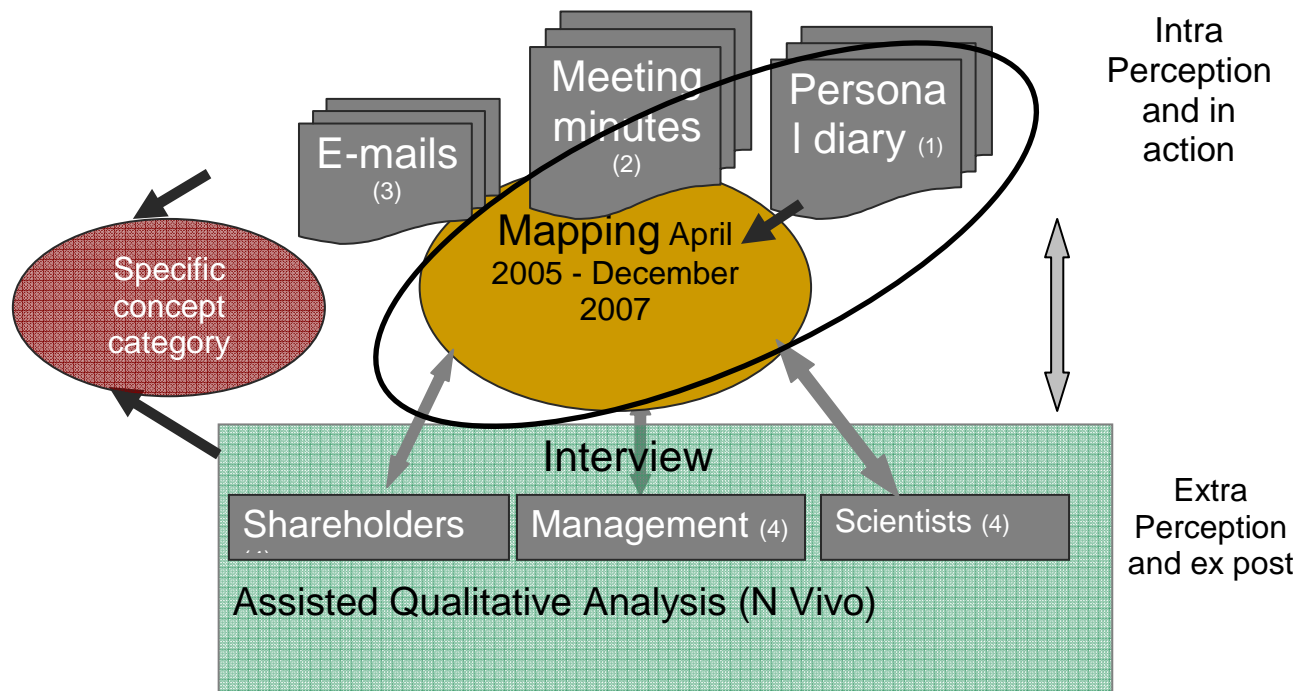 Intra
Perception
and in
action
Meeting
minutes
(2)
Persona
l diary (1)
E-mails
(3)
Mapping April
2005 - December
2007
Specific
concept
category
Interview
Shareholders
Management (4)
Scientists (4)
Extra
Perception
and ex post
Assisted Qualitative Analysis (N Vivo)